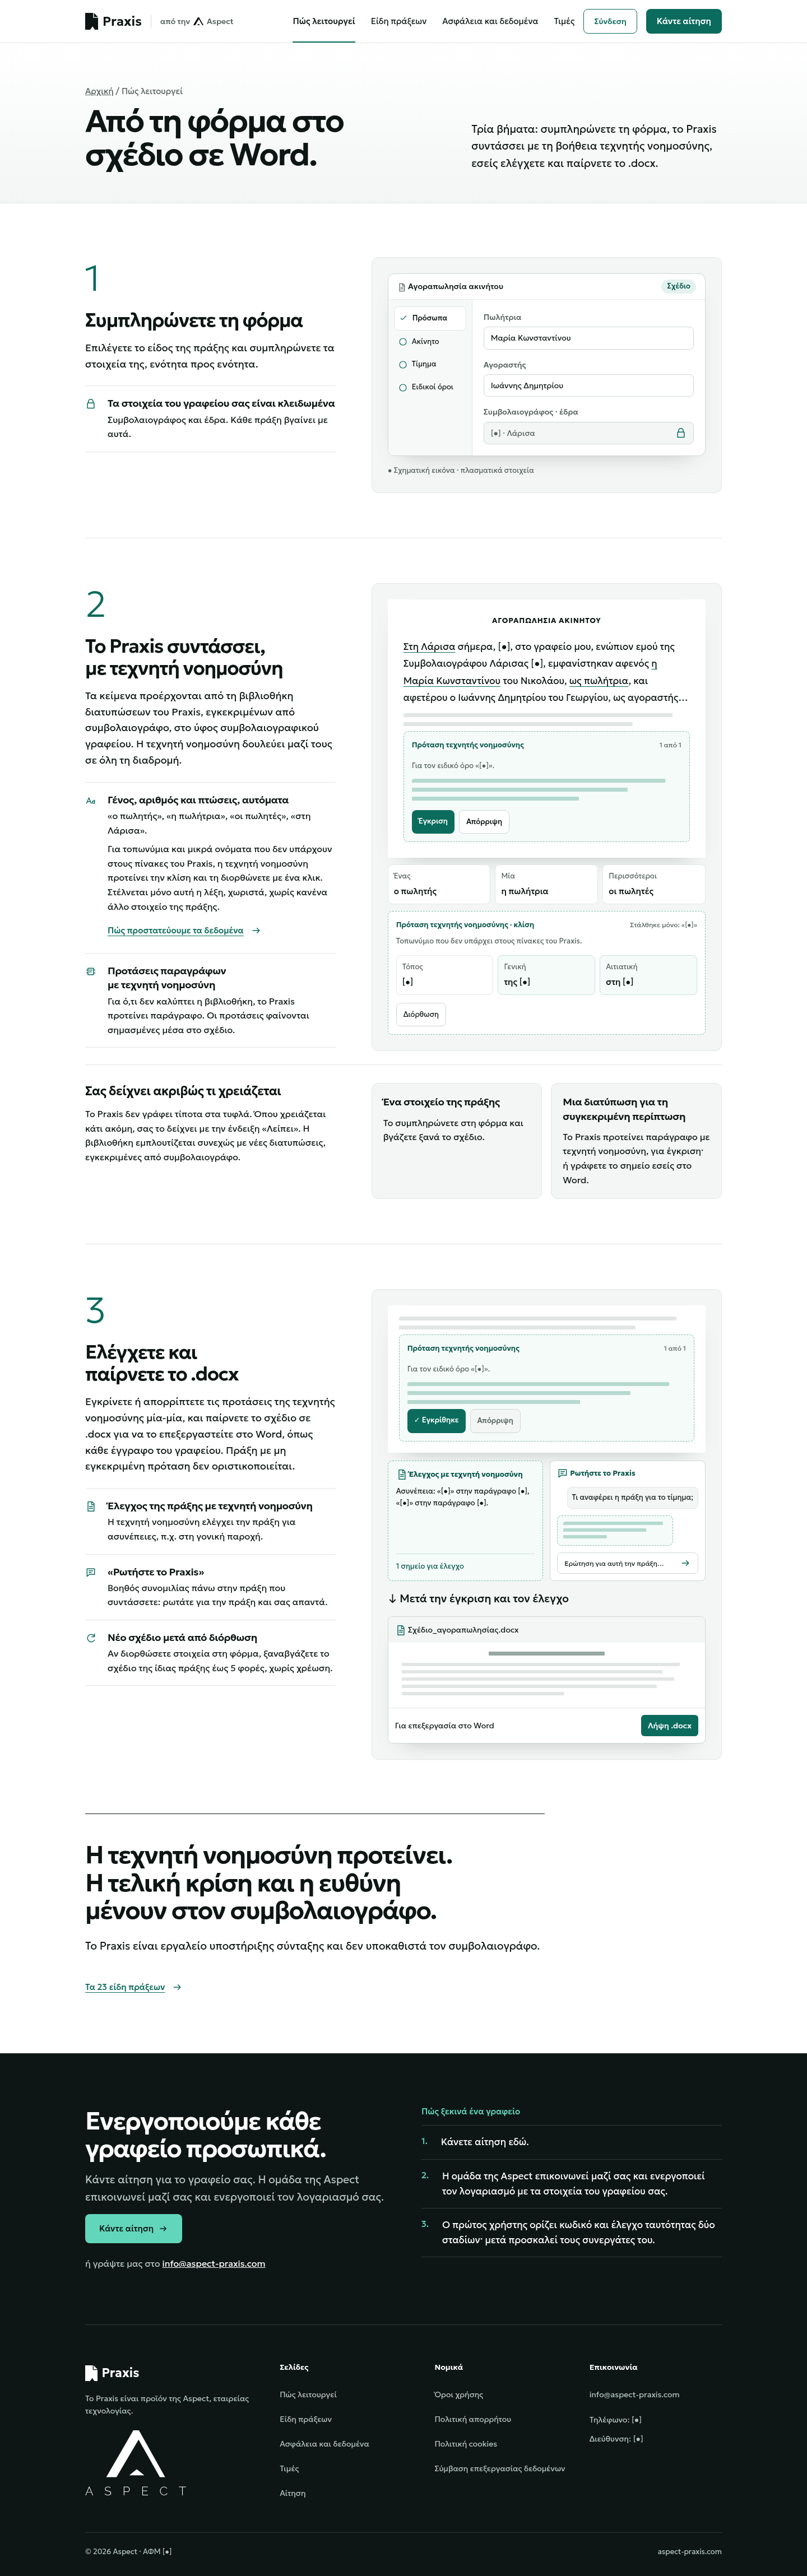 Praxis
από την Aspect
Πώς λειτουργεί
Είδη πράξεων
Ασφάλεια και δεδομένα
Τιμές
Σύνδεση
Κάντε αίτηση
Αρχική / Πώς λειτουργεί
Από τη φόρμα στο
σχέδιο σε Word.
Τρία βήματα: συμπληρώνετε τη φόρμα, το Praxis
συντάσσει με τη βοήθεια τεχνητής νοημοσύνης,
εσείς ελέγχετε και παίρνετε το .docx.
1
Συμπληρώνετε τη φόρμα
Επιλέγετε το είδος της πράξης και συμπληρώνετε τα
στοιχεία της, ενότητα προς ενότητα.
Τα στοιχεία του γραφείου σας είναι κλειδωμένα
Συμβολαιογράφος και έδρα. Κάθε πράξη βγαίνει με
αυτά.
Αγοραπωλησία ακινήτου
Σχέδιο
Πρόσωπα
Ακίνητο
Τίμημα
Ειδικοί όροι
Πωλήτρια
Μαρία Κωνσταντίνου
Αγοραστής
Ιωάννης Δημητρίου
Συμβολαιογράφος · έδρα
[●] · Λάρισα
● Σχηματική εικόνα · πλασματικά στοιχεία
2
Το Praxis συντάσσει,
με τεχνητή νοημοσύνη
Τα κείμενα προέρχονται από τη βιβλιοθήκη
διατυπώσεων του Praxis, εγκεκριμένων από
συμβολαιογράφο, στο ύφος συμβολαιογραφικού
γραφείου. Η τεχνητή νοημοσύνη δουλεύει μαζί τους
σε όλη τη διαδρομή.
Γένος, αριθμός και πτώσεις, αυτόματα
«ο πωλητής», «η πωλήτρια», «οι πωλητές», «στη
Λάρισα».
Για τοπωνύμια και μικρά ονόματα που δεν υπάρχουν
στους πίνακες του Praxis, η τεχνητή νοημοσύνη
προτείνει την κλίση και τη διορθώνετε με ένα κλικ.
Στέλνεται μόνο αυτή η λέξη, χωριστά, χωρίς κανένα
άλλο στοιχείο της πράξης.
Πώς προστατεύουμε τα δεδομένα →
Προτάσεις παραγράφων
με τεχνητή νοημοσύνη
Για ό,τι δεν καλύπτει η βιβλιοθήκη, το Praxis
προτείνει παράγραφο. Οι προτάσεις φαίνονται
σημασμένες μέσα στο σχέδιο.
ΑΓΟΡΑΠΩΛΗΣΙΑ ΑΚΙΝΗΤΟΥ
Στη Λάρισα σήμερα, [●], στο γραφείο μου, ενώπιον εμού της
Συμβολαιογράφου Λάρισας [●], εμφανίστηκαν αφενός η
Μαρία Κωνσταντίνου του Νικολάου, ως πωλήτρια, και
αφετέρου ο Ιωάννης Δημητρίου του Γεωργίου, ως αγοραστής…
Πρόταση τεχνητής νοημοσύνης
1 από 1
Για τον ειδικό όρο «[●]».
Έγκριση
Απόρριψη
Ένας
ο πωλητής
Μία
η πωλήτρια
Περισσότεροι
οι πωλητές
Πρόταση τεχνητής νοημοσύνης · κλίση
Στάλθηκε μόνο: «[●]»
Τοπωνύμιο που δεν υπάρχει στους πίνακες του Praxis.
Τόπος
[●]
Γενική
της [●]
Αιτιατική
στη [●]
Διόρθωση
Σας δείχνει ακριβώς τι χρειάζεται
Το Praxis δεν γράφει τίποτα στα τυφλά. Όπου χρειάζεται
κάτι ακόμη, σας το δείχνει με την ένδειξη «Λείπει». Η
βιβλιοθήκη εμπλουτίζεται συνεχώς με νέες διατυπώσεις,
εγκεκριμένες από συμβολαιογράφο.
Ένα στοιχείο της πράξης
Το συμπληρώνετε στη φόρμα και
βγάζετε ξανά το σχέδιο.
Μια διατύπωση για τη
συγκεκριμένη περίπτωση
Το Praxis προτείνει παράγραφο με
τεχνητή νοημοσύνη, για έγκριση·
ή γράφετε το σημείο εσείς στο
Word.
3
Ελέγχετε και
παίρνετε το .docx
Εγκρίνετε ή απορρίπτετε τις προτάσεις της τεχνητής
νοημοσύνης μία-μία, και παίρνετε το σχέδιο σε
.docx για να το επεξεργαστείτε στο Word, όπως
κάθε έγγραφο του γραφείου. Πράξη με μη
εγκεκριμένη πρόταση δεν οριστικοποιείται.
Έλεγχος της πράξης με τεχνητή νοημοσύνη
Η τεχνητή νοημοσύνη ελέγχει την πράξη για
ασυνέπειες, π.χ. στη γονική παροχή.
«Ρωτήστε το Praxis»
Βοηθός συνομιλίας πάνω στην πράξη που
συντάσσετε: ρωτάτε για την πράξη και σας απαντά.
Νέο σχέδιο μετά από διόρθωση
Αν διορθώσετε στοιχεία στη φόρμα, ξαναβγάζετε το
σχέδιο της ίδιας πράξης έως 5 φορές, χωρίς χρέωση.
Πρόταση τεχνητής νοημοσύνης
1 από 1
Για τον ειδικό όρο «[●]».
✓ Εγκρίθηκε
Απόρριψη
Έλεγχος με τεχνητή νοημοσύνη
Ασυνέπεια: «[●]» στην παράγραφο [●],
«[●]» στην παράγραφο [●].
1 σημείο για έλεγχο
Ρωτήστε το Praxis
Τι αναφέρει η πράξη για το τίμημα;
Ερώτηση για αυτή την πράξη… →
↓ Μετά την έγκριση και τον έλεγχο
Σχέδιο_αγοραπωλησίας.docx
Για επεξεργασία στο Word
Λήψη .docx
Η τεχνητή νοημοσύνη προτείνει.
Η τελική κρίση και η ευθύνη
μένουν στον συμβολαιογράφο.
Το Praxis είναι εργαλείο υποστήριξης σύνταξης και δεν υποκαθιστά τον συμβολαιογράφο.
Τα 23 είδη πράξεων →
Ενεργοποιούμε κάθε
γραφείο προσωπικά.
Κάντε αίτηση για το γραφείο σας. Η ομάδα της Aspect
επικοινωνεί μαζί σας και ενεργοποιεί τον λογαριασμό σας.
Κάντε αίτηση →
ή γράψτε μας στο info@aspect-praxis.com
Πώς ξεκινά ένα γραφείο
1. Κάνετε αίτηση εδώ.
2. Η ομάδα της Aspect επικοινωνεί μαζί σας και ενεργοποιεί
τον λογαριασμό με τα στοιχεία του γραφείου σας.
3. Ο πρώτος χρήστης ορίζει κωδικό και έλεγχο ταυτότητας δύο
σταδίων· μετά προσκαλεί τους συνεργάτες του.
Praxis
Το Praxis είναι προϊόν της Aspect, εταιρείας
τεχνολογίας.
ASPECT
Σελίδες
Πώς λειτουργεί
Είδη πράξεων
Ασφάλεια και δεδομένα
Τιμές
Αίτηση
Νομικά
Όροι χρήσης
Πολιτική απορρήτου
Πολιτική cookies
Σύμβαση επεξεργασίας δεδομένων
Επικοινωνία
info@aspect-praxis.com
Τηλέφωνο: [●]
Διεύθυνση: [●]
© 2026 Aspect · ΑΦΜ [●]
aspect-praxis.com